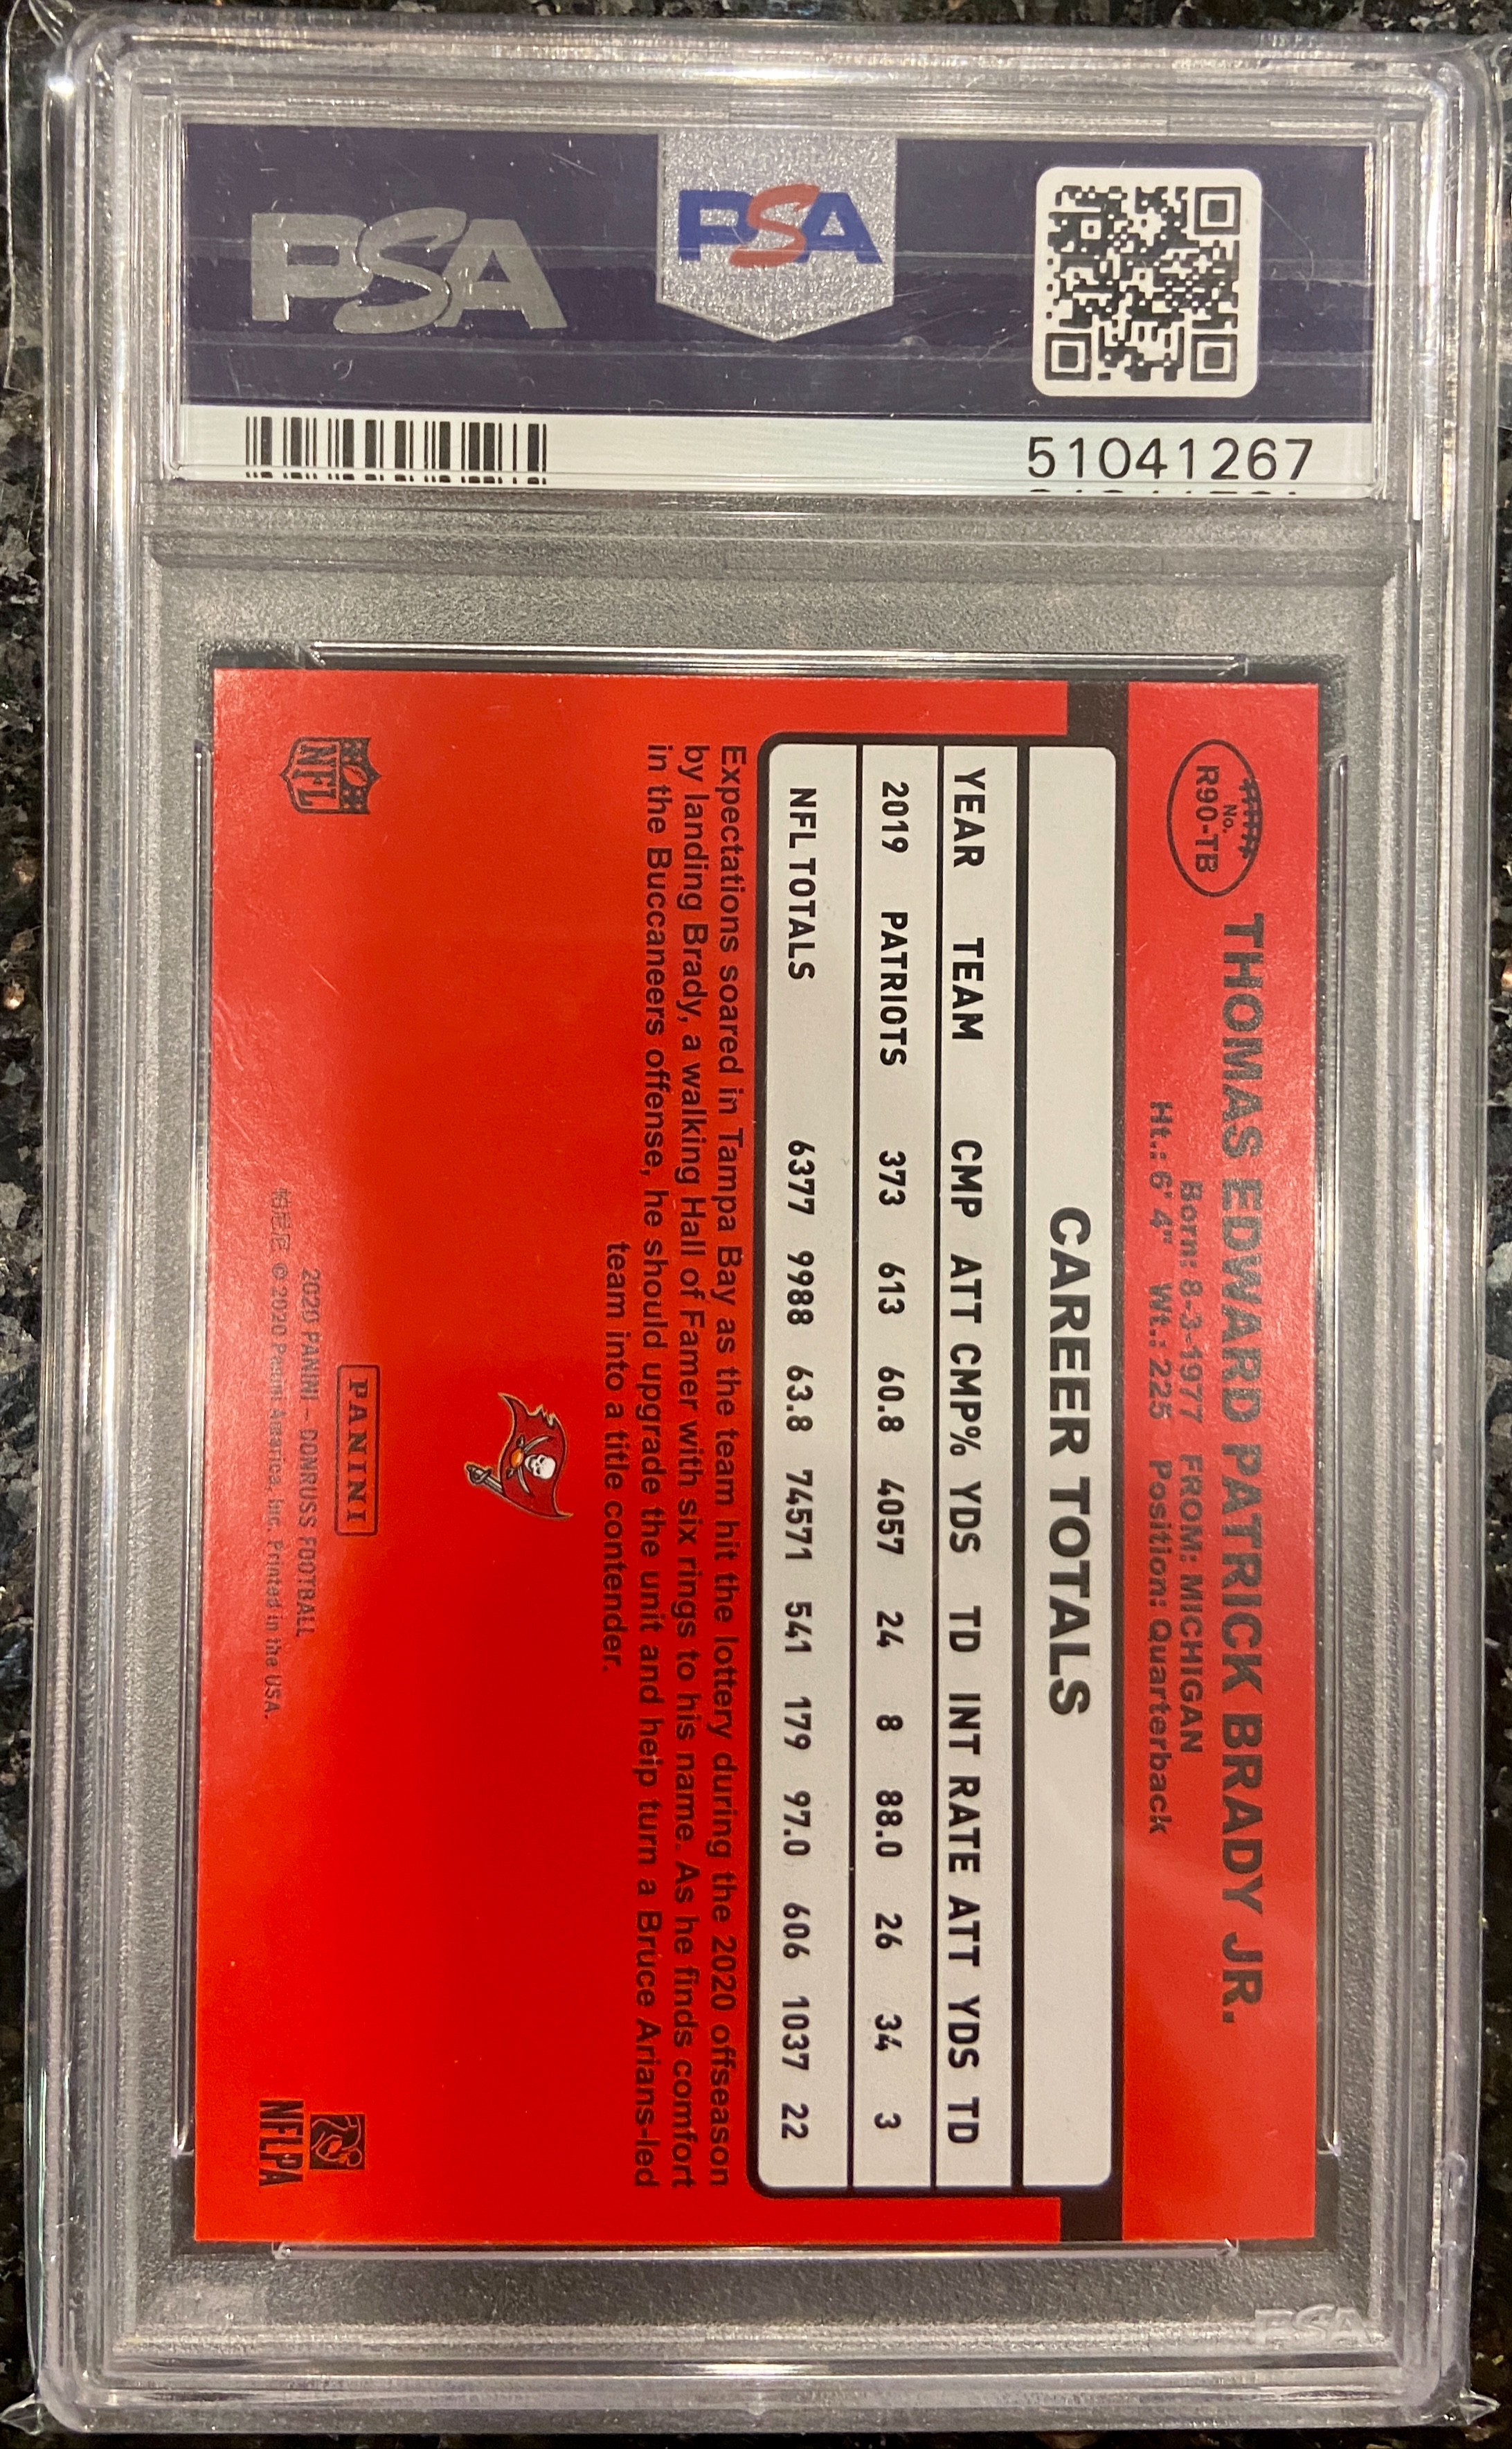 PSA
PSA
51041267
No.
R90-TB
THOMAS EDWARD PATRICK BRADY JR.
Born: 8-3-1977 FROM: MICHIGAN
Ht.: 6' 4" Wt.: 225 Position: Quarterback
CAREER TOTALS
YEAR TEAM CMP ATT CMP% YDS TD INT RATE ATT YDS TD
2019 PATRIOTS 373 613 60.8 4057 24 8 88.0 26 34 3
NFL TOTALS 6377 9988 63.8 74571 541 179 97.0 606 1037 22
Expectations soared in Tampa Bay as the team hit the lottery during the 2020 offseason
by landing Brady, a walking Hall of Famer with six rings to his name. As he finds comfort
in the Buccaneers offense, he should upgrade the unit and help turn a Bruce Arians-led
team into a title contender.
NFL
PANINI
2020 PANINI – DONRUSS FOOTBALL
帕尼尼 © 2020 Panini America, Inc. Printed in the USA.
NFLPA
PSA